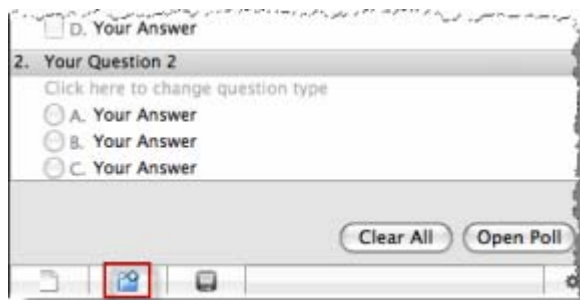 D. Your Answer
2. Your Question 2
Click here to change question type
A. Your Answer
B. Your Answer
C. Your Answer
Clear All Open Poll